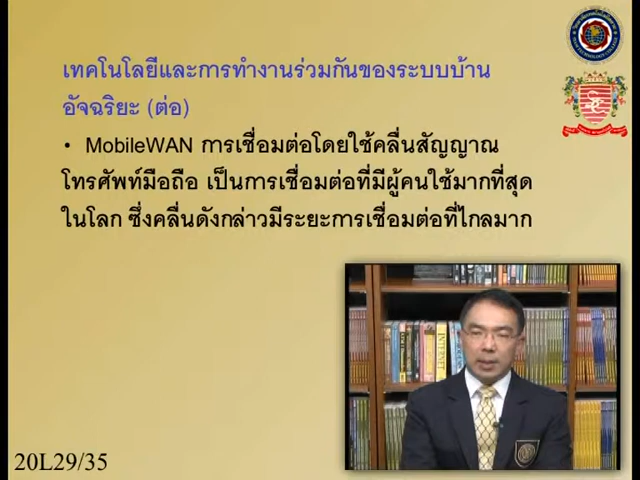 เทคโนโลยีและการทำงานร่วมกันของระบบบ้าน
อัจฉริยะ (ต่อ)
• MobileWAN การเชื่อมต่อโดยใช้คลื่นสัญญาณ
โทรศัพท์มือถือ เป็นการเชื่อมต่อที่มีผู้คนใช้มากที่สุด
ในโลก ซึ่งคลื่นดังกล่าวมีระยะการเชื่อมต่อที่ไกลมาก
INTERNET
20L29/35